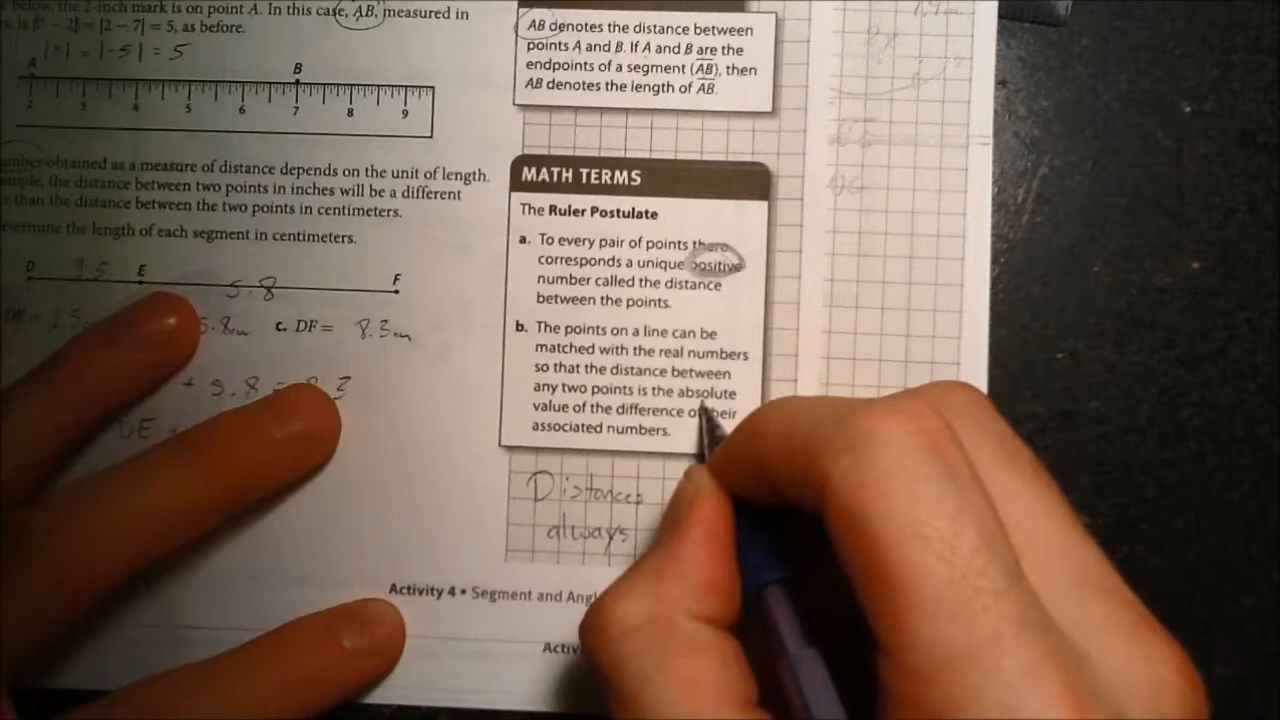 below, the 2-inch mark is on point A. In this case, AB, measured in
- 2| = |2 – 7| = 5, as before.
|5| = |-5| = 5
A
B
2 3 4 5 6 7 8 9
obtained as a measure of distance depends on the unit of length.
the distance between two points in inches will be a different
than the distance between the two points in centimeters.
the length of each segment in centimeters.
D E F
5.8
5.8cm c. DF = 8.3cm
+ 5.8 = 3
DE +
AB denotes the distance between
points A and B. If A and B are the
endpoints of a segment (AB), then
AB denotes the length of AB.
MATH TERMS
The Ruler Postulate
a. To every pair of points there
corresponds a unique positive
number called the distance
between the points.
b. The points on a line can be
matched with the real numbers
so that the distance between
any two points is the absolute
value of the difference of their
associated numbers.
Distances
always
Activity 4 • Segment and